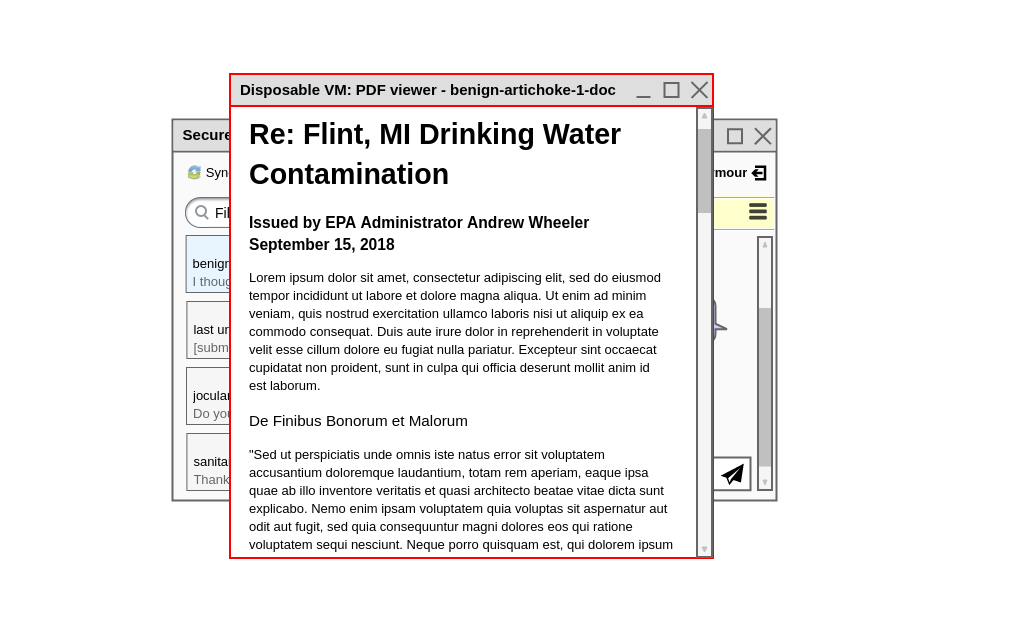 Disposable VM: PDF viewer - benign-artichoke-1-doc
Re: Flint, MI Drinking Water
Contamination
Issued by EPA Administrator Andrew Wheeler
September 15, 2018
Lorem ipsum dolor sit amet, consectetur adipiscing elit, sed do eiusmod
tempor incididunt ut labore et dolore magna aliqua. Ut enim ad minim
veniam, quis nostrud exercitation ullamco laboris nisi ut aliquip ex ea
commodo consequat. Duis aute irure dolor in reprehenderit in voluptate
velit esse cillum dolore eu fugiat nulla pariatur. Excepteur sint occaecat
cupidatat non proident, sunt in culpa qui officia deserunt mollit anim id
est laborum.
De Finibus Bonorum et Malorum
"Sed ut perspiciatis unde omnis iste natus error sit voluptatem
accusantium doloremque laudantium, totam rem aperiam, eaque ipsa
quae ab illo inventore veritatis et quasi architecto beatae vitae dicta sunt
explicabo. Nemo enim ipsam voluptatem quia voluptas sit aspernatur aut
odit aut fugit, sed quia consequuntur magni dolores eos qui ratione
voluptatem sequi nesciunt. Neque porro quisquam est, qui dolorem ipsum
Secure
Syn
mour
Fil
benign
I thoug
last ur
[subm
jocular
Do you
sanita
Thank